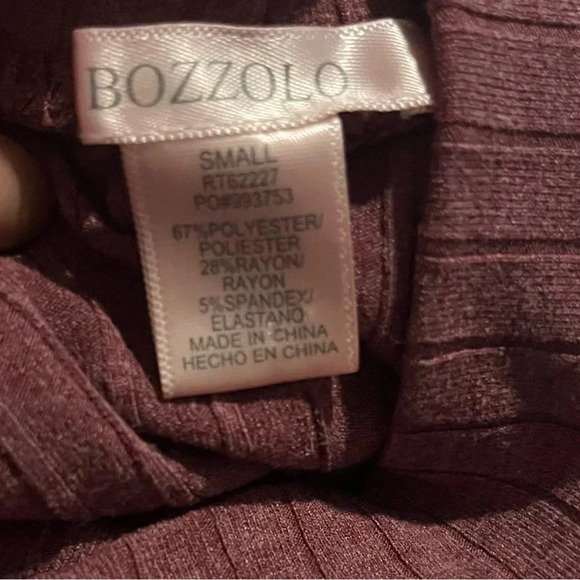 BOZZOLO
SMALL
RT62227
PO#993753
67%POLYESTER/
POLIESTER
28%RAYON/
RAYON
5%SPANDEX/
ELASTANO
MADE IN CHINA
HECHO EN CHINA